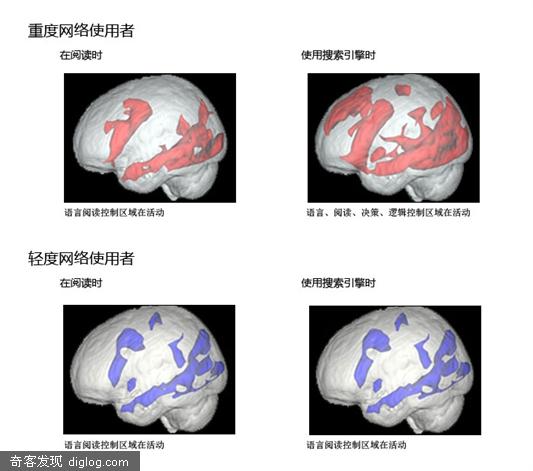 重度网络使用者
在阅读时
使用搜索引擎时
语言阅读控制区域在活动
语言、阅读、决策、逻辑控制区域在活动
轻度网络使用者
在阅读时
使用搜索引擎时
语言阅读控制区域在活动
语言阅读控制区域在活动
奇客发现 diglog.com